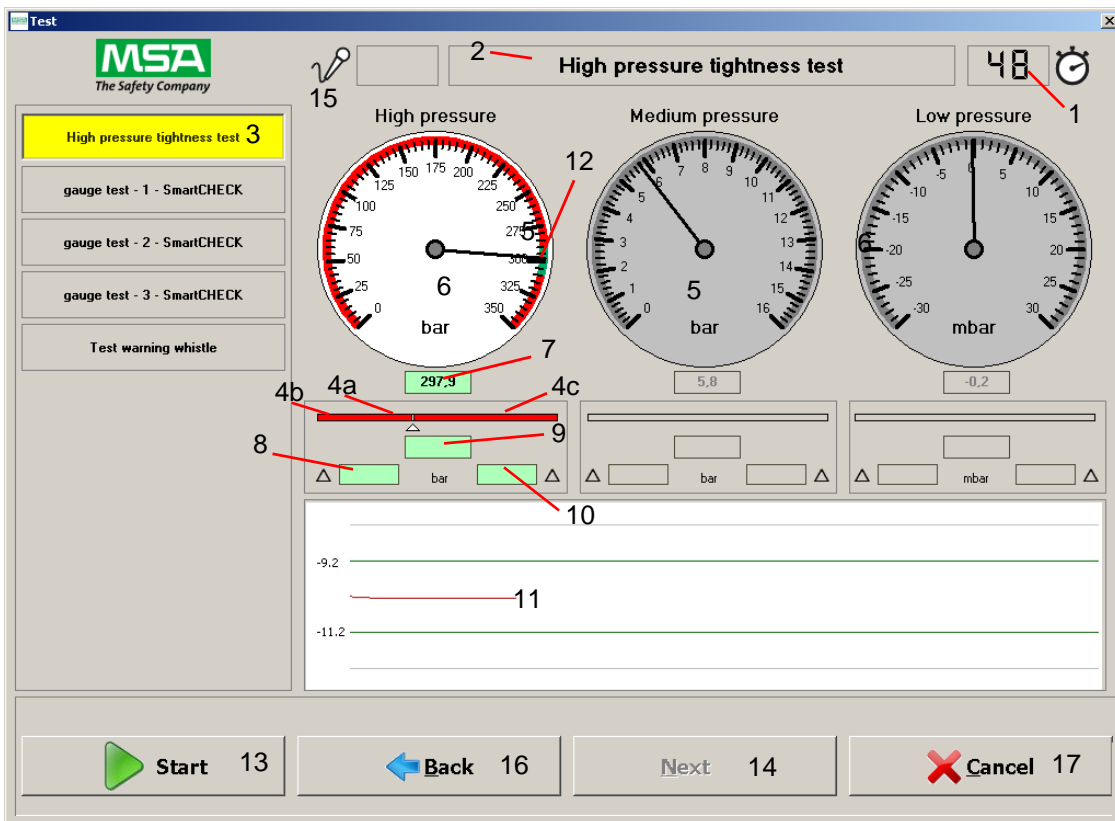 Test
MSA
The Safety Company
15
2
High pressure tightness test
48
1
High pressure tightness test 3
gauge test - 1 - SmartCHECK
gauge test - 2 - SmartCHECK
gauge test - 3 - SmartCHECK
Test warning whistle
High pressure
0
25
50
75
100
125
150
175
200
225
250
275
300
325
350
5
6
bar
12
297,9
7
Medium pressure
0
1
2
3
4
5
6
7
8
9
10
11
12
13
14
15
16
5
bar
5,8
Low pressure
-30
-25
-20
-15
-10
-5
0
5
10
15
20
25
30
6
mbar
-0,2
4b
4a
4c
8
9
bar
10
bar
mbar
-9.2
11
-11.2
Start 13
Back 16
Next 14
Cancel 17